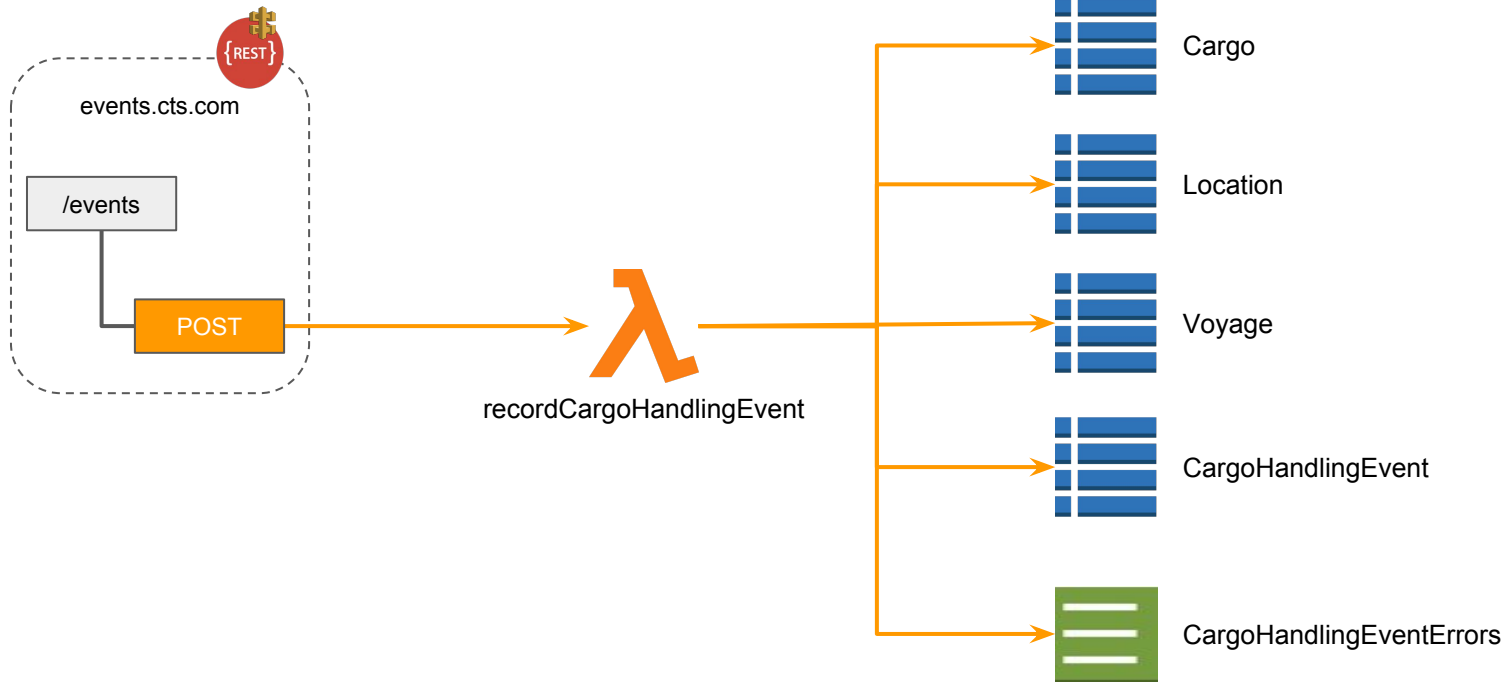 {REST}
events.cts.com
/events
POST
recordCargoHandlingEvent
Cargo
Location
Voyage
CargoHandlingEvent
CargoHandlingEventErrors